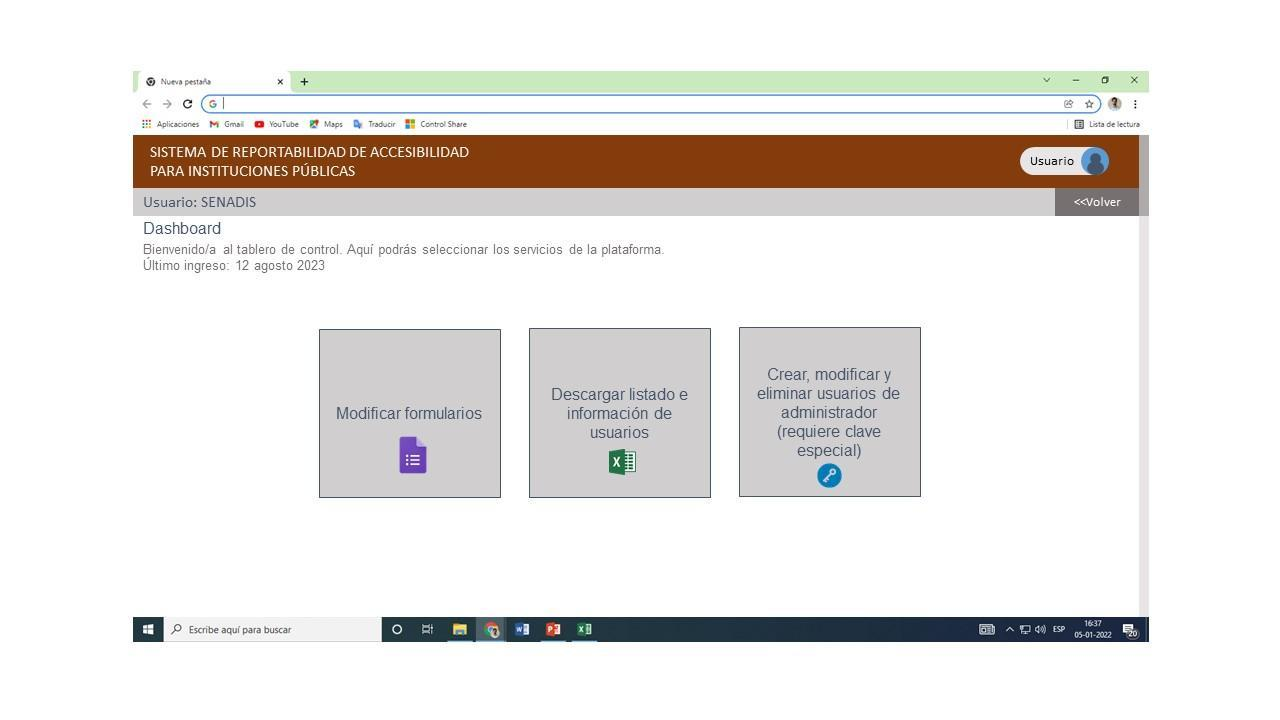 Nueva pestaña
Aplicaciones Gmail YouTube Maps Traducir Control Share Lista de lectura
SISTEMA DE REPORTABILIDAD DE ACCESIBILIDAD
PARA INSTITUCIONES PÚBLICAS
Usuario
Usuario: SENADIS
<<Volver
Dashboard
Bienvenido/a al tablero de control. Aquí podrás seleccionar los servicios de la plataforma.
Último ingreso: 12 agosto 2023
Modificar formularios
Descargar listado e
información de
usuarios
Crear, modificar y
eliminar usuarios de
administrador
(requiere clave
especial)
Escribe aquí para buscar
ESP
16:37
05-01-2022
20